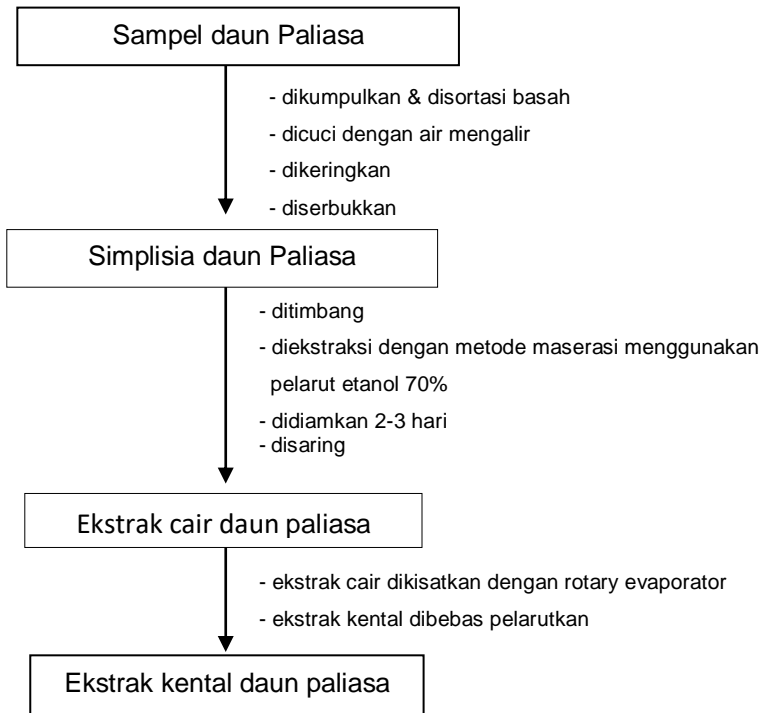 Sampel daun Paliasa
- dikumpulkan & disortasi basah
- dicuci dengan air mengalir
- dikeringkan
- diserbukkan
Simplisia daun Paliasa
- ditimbang
- diekstraksi dengan metode maserasi menggunakan
pelarut etanol 70%
- didiamkan 2-3 hari
- disaring
Ekstrak cair daun paliasa
- ekstrak cair dikisatkan dengan rotary evaporator
- ekstrak kental dibebas pelarutkan
Ekstrak kental daun paliasa